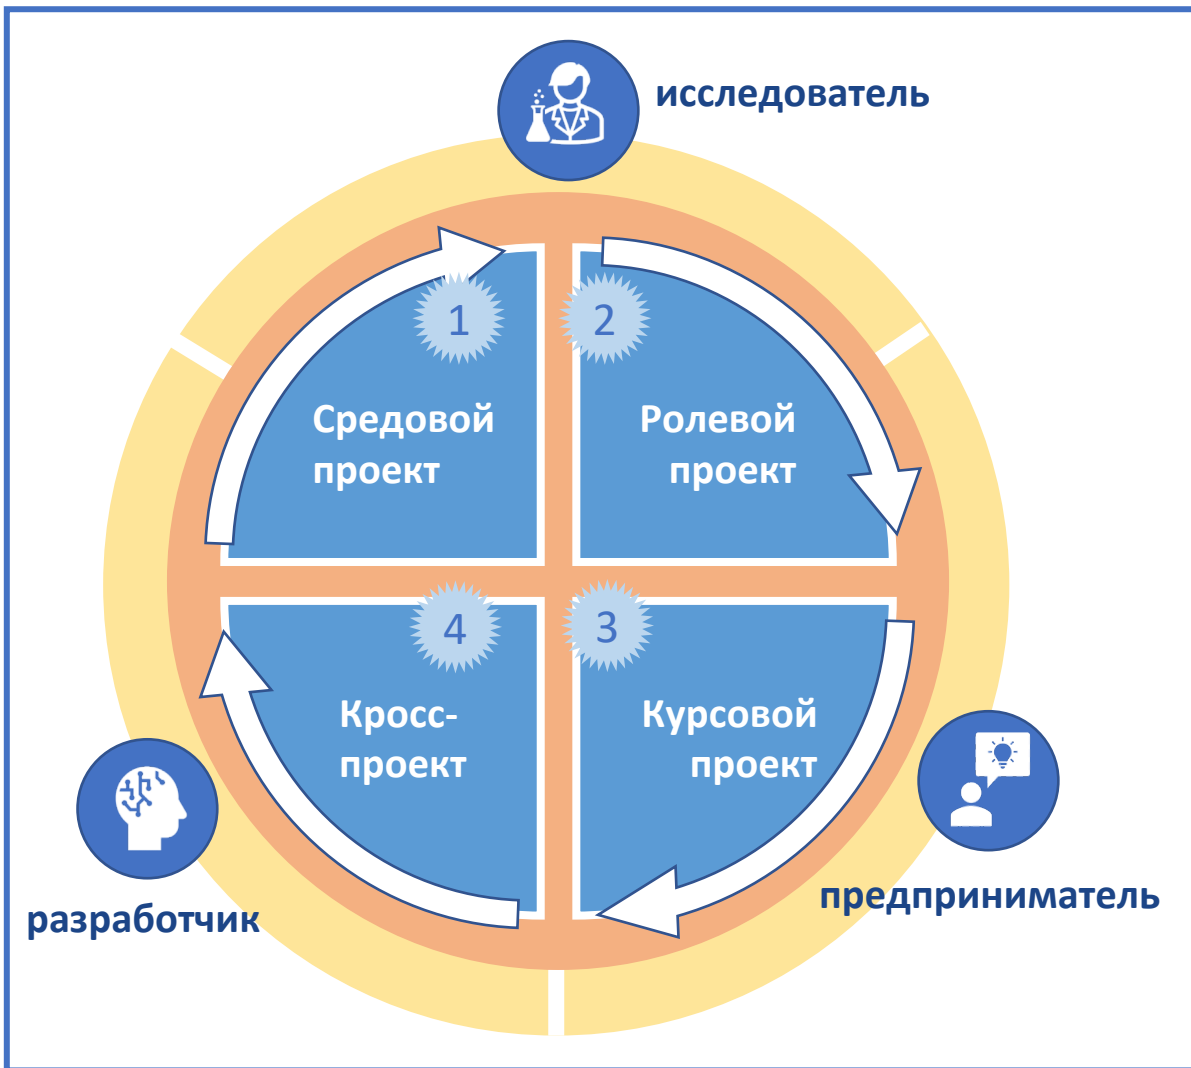 исследователь
1
Средовой
проект
2
Ролевой
проект
3
Курсовой
проект
4
Кросс-
проект
разработчик
предприниматель